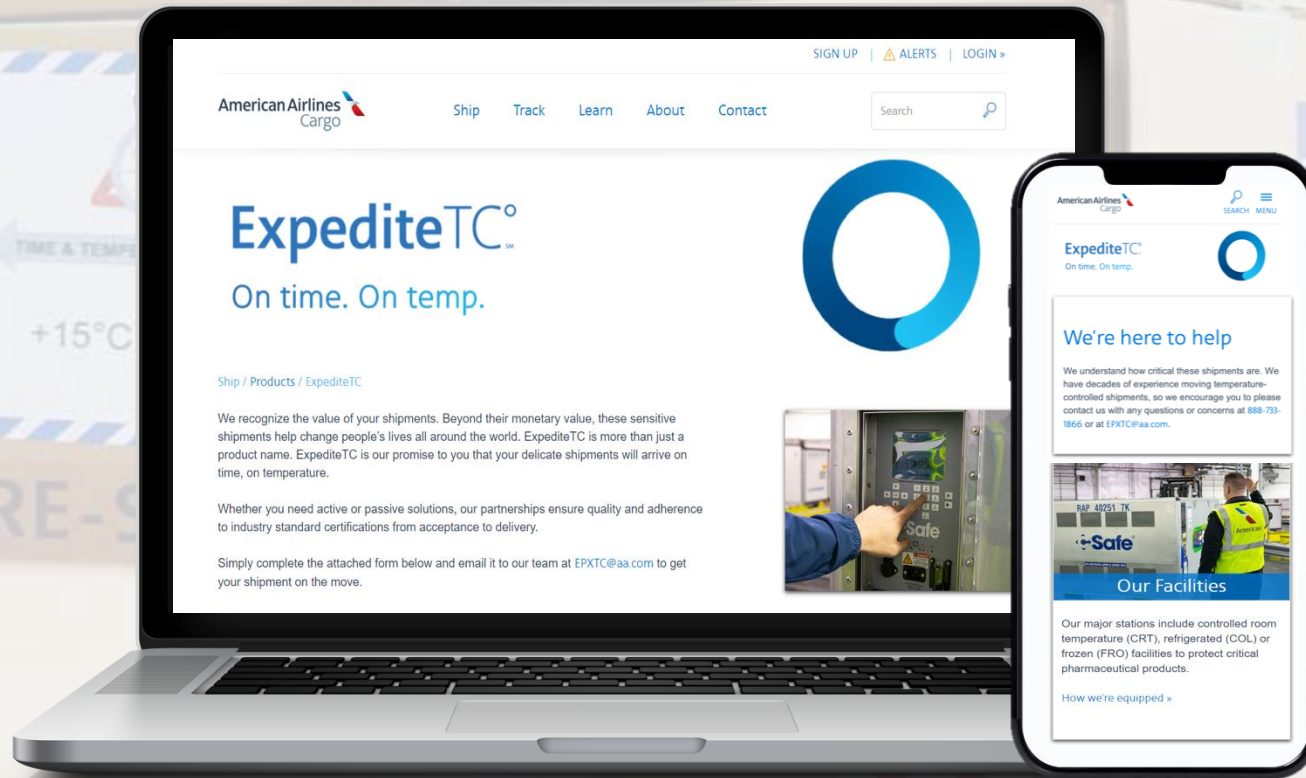 SIGN UP | ALERTS | LOGIN »
American Airlines
Cargo
Ship Track Learn About Contact
Search
ExpediteTC°
SM
On time. On temp.
Ship / Products / ExpediteTC
We recognize the value of your shipments. Beyond their monetary value, these sensitive
shipments help change people's lives all around the world. ExpediteTC is more than just a
product name. ExpediteTC is our promise to you that your delicate shipments will arrive on
time, on temperature.
Whether you need active or passive solutions, our partnerships ensure quality and adherence
to industry standard certifications from acceptance to delivery.
Simply complete the attached form below and email it to our team at EPXTC@aa.com to get
your shipment on the move.
Safe
American Airlines
Cargo
SEARCH MENU
ExpediteTC°
On time. On temp.
We're here to help
We understand how critical these shipments are. We
have decades of experience moving temperature-
controlled shipments, so we encourage you to please
contact us with any questions or concerns at 888-733-
1866 or at EPXTC@aa.com.
RAP 40251 7K
CSafe
American
Our Facilities
Our major stations include controlled room
temperature (CRT), refrigerated (COL) or
frozen (FRO) facilities to protect critical
pharmaceutical products.
How we're equipped »
TIME & TEMPE
+15°C
RE-S